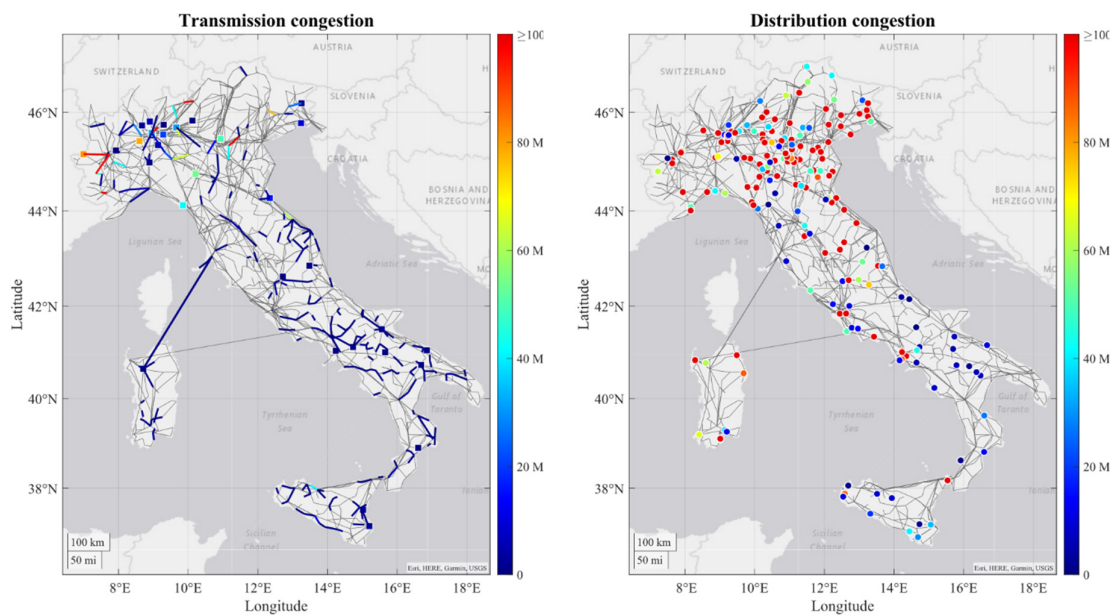 Transmission congestion
Distribution congestion
AUSTRIA
SWITZERLAND
SLOVENIA
CROATIA
BOSNIA AND
HERZEGOVINA
Ligurian Sea
Adriatic Sea
Tyrrhenian
Sea
Gulf of
Taranto
Sicilian
Channel
46°N
44°N
42°N
40°N
38°N
Latitude
100 km
50 mi
Esri, HERE, Garmin, USGS
8°E
10°E
12°E
14°E
16°E
18°E
Longitude
≥100
80 M
60 M
40 M
20 M
0
AUSTRIA
SWITZERLAND
SLOVENIA
CROATIA
BOSNIA AND
HERZEGOVINA
Ligurian Sea
Adriatic Sea
Tyrrhenian
Sea
Gulf of
Taranto
Sicilian
Channel
46°N
44°N
42°N
40°N
38°N
Latitude
100 km
50 mi
Esri, HERE, Garmin, USGS
8°E
10°E
12°E
14°E
16°E
18°E
Longitude
≥100
80 M
60 M
40 M
20 M
0